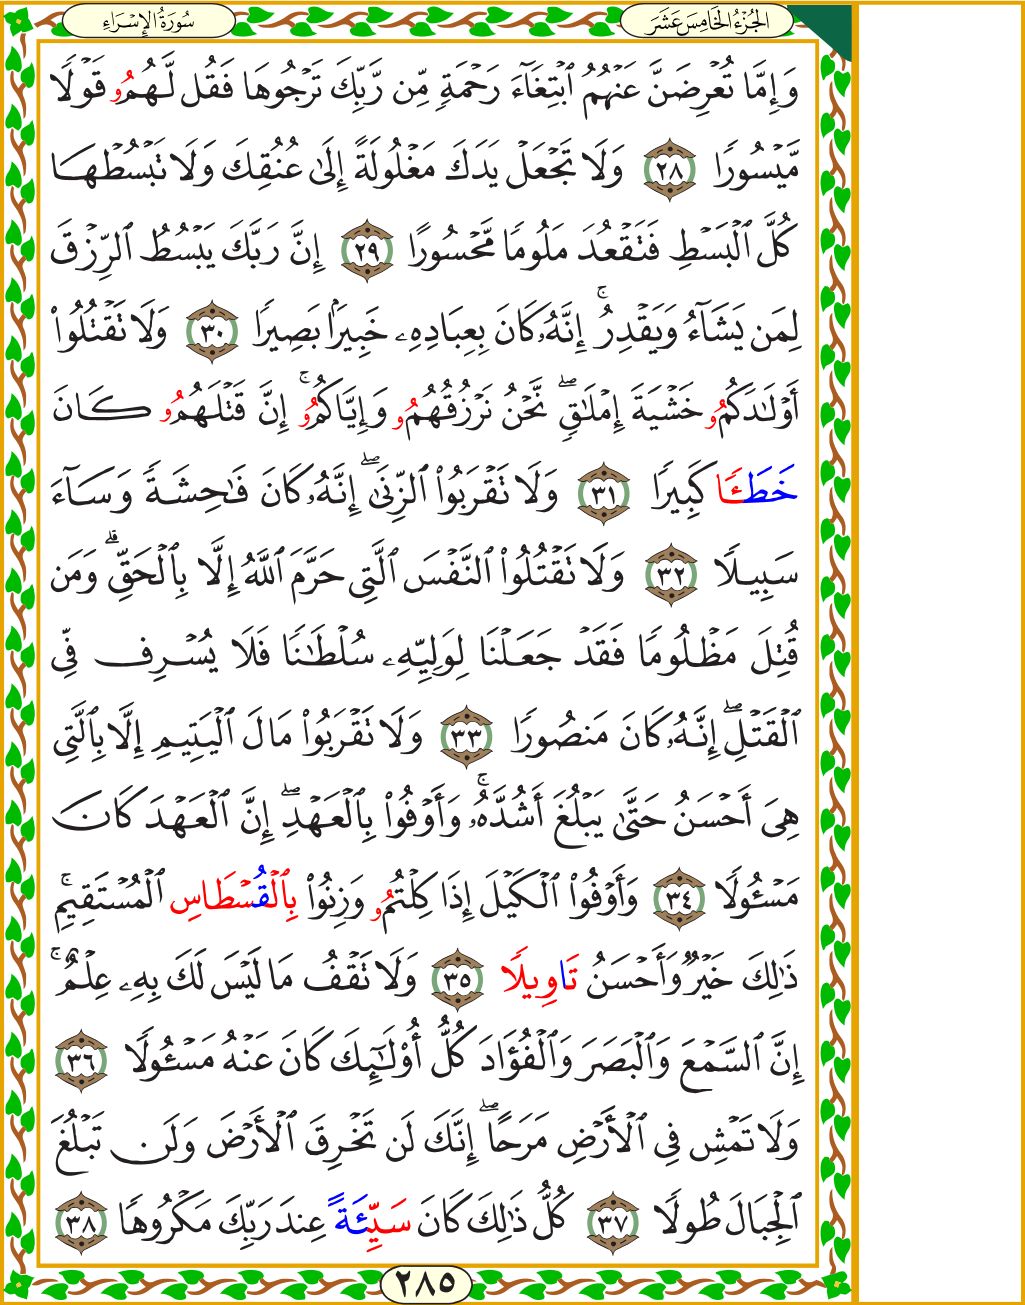 الجُزْءُ الخَامِسَ عَشَرَ
سُورَةُ الإِسْرَاءِ
وَإِمَّا تُعْرِضَنَّ عَنْهُمُ ٱبْتِغَآءَ رَحْمَةٍ مِّن رَّبِّكَ تَرْجُوهَا فَقُل لَّهُمُۥ قَوْلًا
مَّيْسُورًا ٢٨ وَلَا تَجْعَلْ يَدَكَ مَغْلُولَةً إِلَىٰ عُنُقِكَ وَلَا تَبْسُطْهَا
كُلَّ ٱلْبَسْطِ فَتَقْعُدَ مَلُومًا مَّحْسُورًا ٢٩ إِنَّ رَبَّكَ يَبْسُطُ ٱلرِّزْقَ
لِمَن يَشَآءُ وَيَقْدِرُ ۚ إِنَّهُۥ كَانَ بِعِبَادِهِۦ خَبِيرًۢا بَصِيرًا ٣٠ وَلَا تَقْتُلُوٓا۟
أَوْلَـٰدَكُمُۥ خَشْيَةَ إِمْلَـٰقٍ ۖ نَّحْنُ نَرْزُقُهُمُۥ وَإِيَّاكُمُۥٓ ۚ إِنَّ قَتْلَهُمُۥ كَانَ
خَطَـًٔا كَبِيرًا ٣١ وَلَا تَقْرَبُوا۟ ٱلزِّنَىٰٓ ۖ إِنَّهُۥ كَانَ فَـٰحِشَةً وَسَآءَ
سَبِيلًا ٣٢ وَلَا تَقْتُلُوا۟ ٱلنَّفْسَ ٱلَّتِى حَرَّمَ ٱللَّهُ إِلَّا بِٱلْحَقِّ ۗ وَمَن
قُتِلَ مَظْلُومًا فَقَدْ جَعَلْنَا لِوَلِيِّهِۦ سُلْطَـٰنًا فَلَا يُسْرِف فِّى
ٱلْقَتْلِ ۖ إِنَّهُۥ كَانَ مَنصُورًا ٣٣ وَلَا تَقْرَبُوا۟ مَالَ ٱلْيَتِيمِ إِلَّا بِٱلَّتِى
هِىَ أَحْسَنُ حَتَّىٰ يَبْلُغَ أَشُدَّهُۥ ۚ وَأَوْفُوا۟ بِٱلْعَهْدِ ۖ إِنَّ ٱلْعَهْدَ كَانَ
مَسْـُٔولًا ٣٤ وَأَوْفُوا۟ ٱلْكَيْلَ إِذَا كِلْتُمُۥ وَزِنُوا۟ بِٱلْقُسْطَاسِ ٱلْمُسْتَقِيمِ ۚ
ذَٰلِكَ خَيْرٌ وَأَحْسَنُ تَاوِيلًا ٣٥ وَلَا تَقْفُ مَا لَيْسَ لَكَ بِهِۦ عِلْمٌ ۚ
إِنَّ ٱلسَّمْعَ وَٱلْبَصَرَ وَٱلْفُؤَادَ كُلُّ أُو۟لَـٰٓئِكَ كَانَ عَنْهُ مَسْـُٔولًا ٣٦
وَلَا تَمْشِ فِى ٱلْأَرْضِ مَرَحًا ۖ إِنَّكَ لَن تَخْرِقَ ٱلْأَرْضَ وَلَن تَبْلُغَ
ٱلْجِبَالَ طُولًا ٣٧ كُلُّ ذَٰلِكَ كَانَ سَيِّئَةً عِندَ رَبِّكَ مَكْرُوهًا ٣٨
٢٨٥